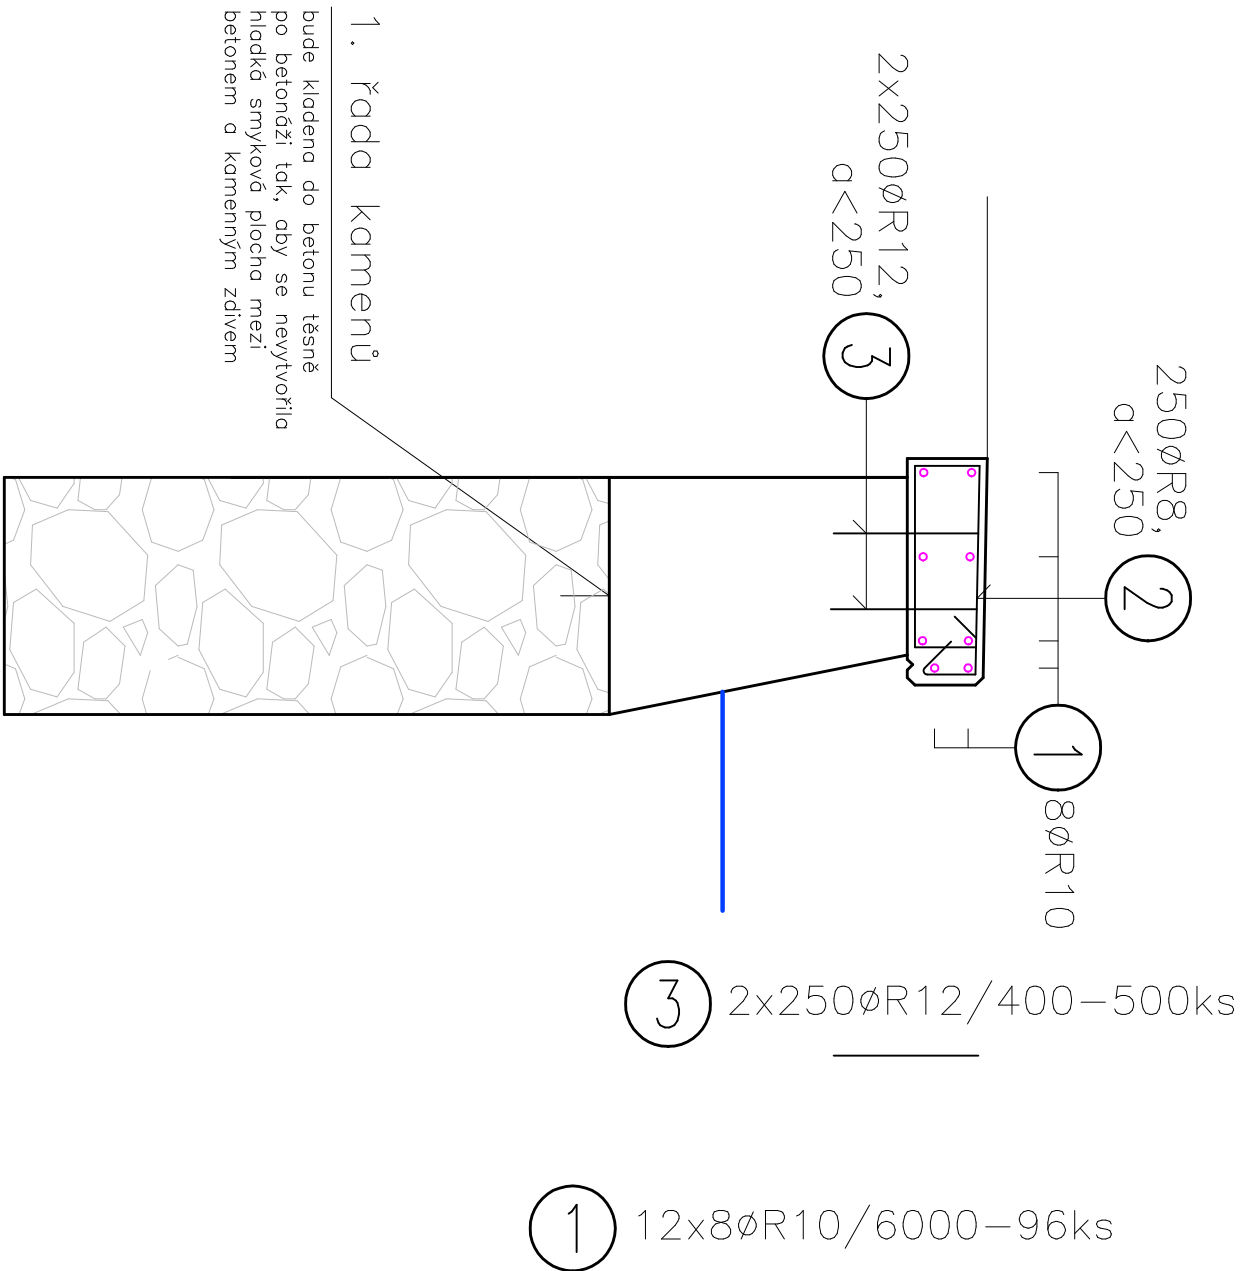 1. řada kamenů
bude kladena do betonu těsně
po betonáži tak, aby se nevytvořila
hladká smyková plocha mezi
betonem a kamenným zdivem
2x250øR12,
a<250
3
250øR8,
a<250
2
1
8øR10
3 2x250øR12/400-500ks
1 12x8øR10/6000-96ks